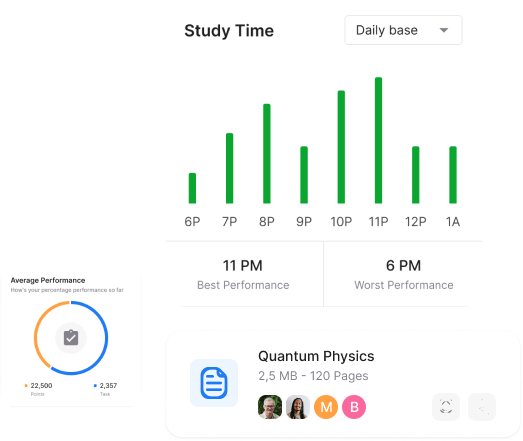 Study Time
Daily base
6P 7P 8P 9P 10P 11P 12P 1A
11 PM 6 PM
Best Performance Worst Performance
Average Performance
How's your percentage performance so far
22,500 2,357
Points Task
Quantum Physics
2,5 MB - 120 Pages
M B